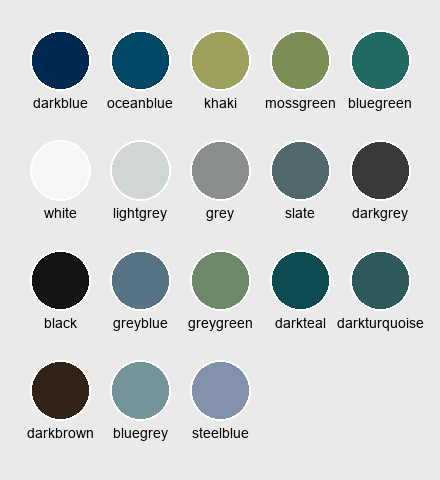 darkblue oceanblue khaki mossgreen bluegreen
white lightgrey grey slate darkgrey
black greyblue greygreen darkteal darkturquoise
darkbrown bluegrey steelblue